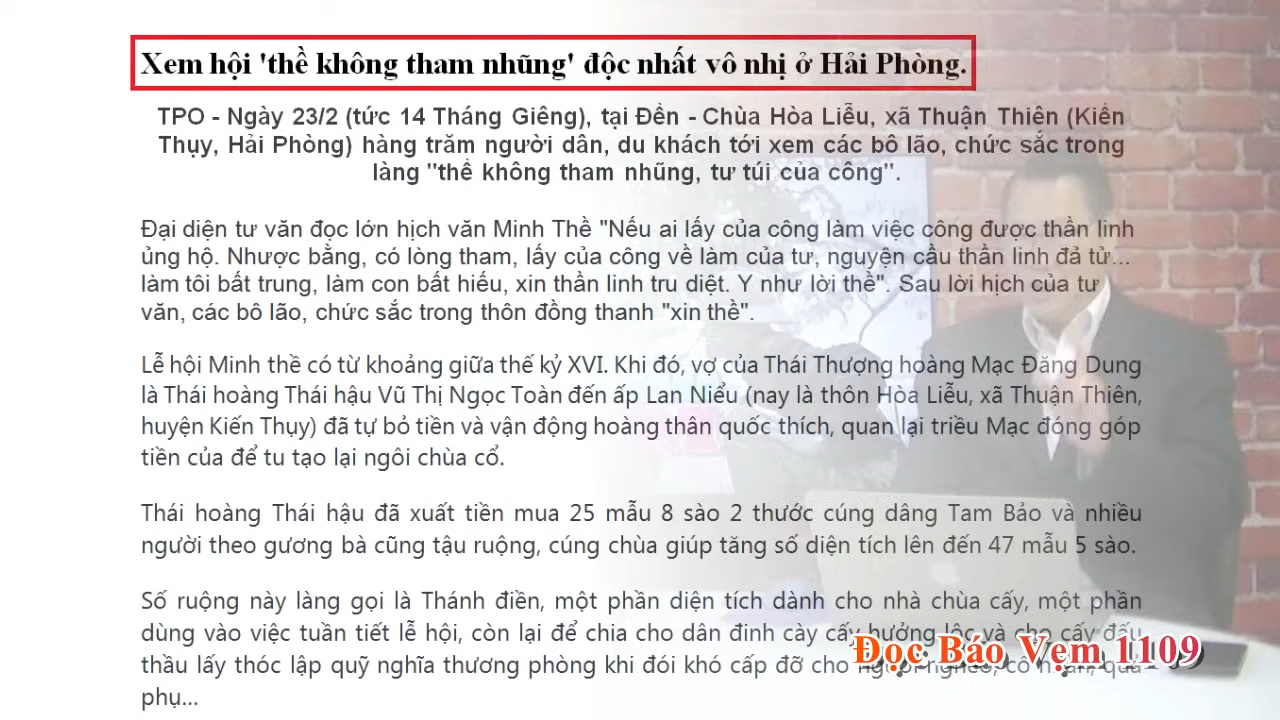 Xem hội 'thề không tham nhũng' độc nhất vô nhị ở Hải Phòng.
TPO - Ngày 23/2 (tức 14 Tháng Giêng), tại Đền - Chùa Hòa Liễu, xã Thuận Thiên (Kiến
Thụy, Hải Phòng) hàng trăm người dân, du khách tới xem các bô lão, chức sắc trong
làng "thề không tham nhũng, tư túi của công".
Đại diện tư văn đọc lớn hịch văn Minh Thề "Nếu ai lấy của công làm việc công được thần linh
ủng hộ. Nhược bằng, có lòng tham, lấy của công về làm của tư, nguyện cầu thần linh đả tử...
làm tôi bất trung, làm con bất hiếu, xin thần linh tru diệt. Y như lời thề". Sau lời hịch của tư
văn, các bô lão, chức sắc trong thôn đồng thanh "xin thề".
Lễ hội Minh thề có từ khoảng giữa thế kỷ XVI. Khi đó, vợ của Thái Thượng hoàng Mạc Đăng Dung
là Thái hoàng Thái hậu Vũ Thị Ngọc Toàn đến ấp Lan Niểu (nay là thôn Hòa Liễu, xã Thuận Thiên,
huyện Kiến Thụy) đã tự bỏ tiền và vận động hoàng thân quốc thích, quan lại triều Mạc đóng góp
tiền của để tu tạo lại ngôi chùa cổ.
Thái hoàng Thái hậu đã xuất tiền mua 25 mẫu 8 sào 2 thước cúng dâng Tam Bảo và nhiều
người theo gương bà cũng tậu ruộng, cúng chùa giúp tăng số diện tích lên đến 47 mẫu 5 sào.
Số ruộng này làng gọi là Thánh điền, một phần diện tích dành cho nhà chùa cấy, một phần
dùng vào việc tuần tiết lễ hội, còn lại để chia cho dân đinh cày cấy hưởng lộc và cho cấy đấu
thầu lấy thóc lập quỹ nghĩa thương phòng khi đói khó cấp đỡ cho người nghèo, cô nhân, quả
phụ...
Đọc Báo Vẹm 1109